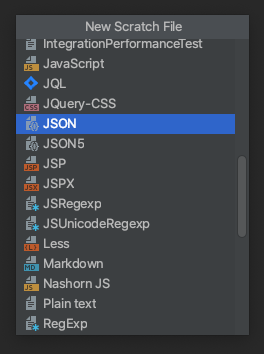 New Scratch File
IntegrationPerformanceTest
JavaScript
JQL
JQuery-CSS
JSON
JSON5
JSP
JSPX
JSRegexp
JSUnicodeRegexp
Less
Markdown
Nashorn JS
Plain text
RegExp